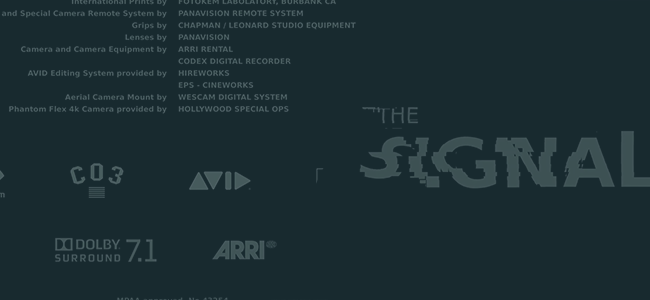 International Prints by FOTOKEM LABOLATORY, BURBANK CA
and Special Camera Remote System by PANAVISION REMOTE SYSTEM
Grips by CHAPMAN / LEONARD STUDIO EQUIPMENT
Lenses by PANAVISION
Camera and Camera Equipment by ARRI RENTAL
CODEX DIGITAL RECORDER
AVID Editing System provided by HIREWORKS
EPS - CINEWORKS
Aerial Camera Mount by WESCAM DIGITAL SYSTEM
Phantom Flex 4k Camera provided by HOLLYWOOD SPECIAL OPS
THE
SIGNAL
CO3
AVID
DOLBY
SURROUND 7.1
ARRI